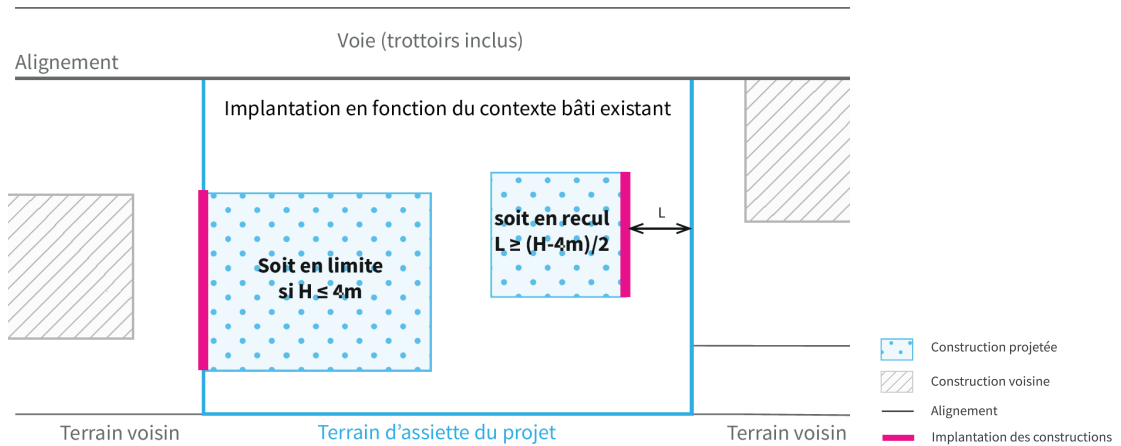 Voie (trottoirs inclus)
Alignement
Implantation en fonction du contexte bâti existant
soit en recul
L ≥ (H-4m)/2
L
Soit en limite
si H ≤ 4m
Terrain voisin
Terrain d’assiette du projet
Terrain voisin
Construction projetée
Construction voisine
Alignement
Implantation des constructions